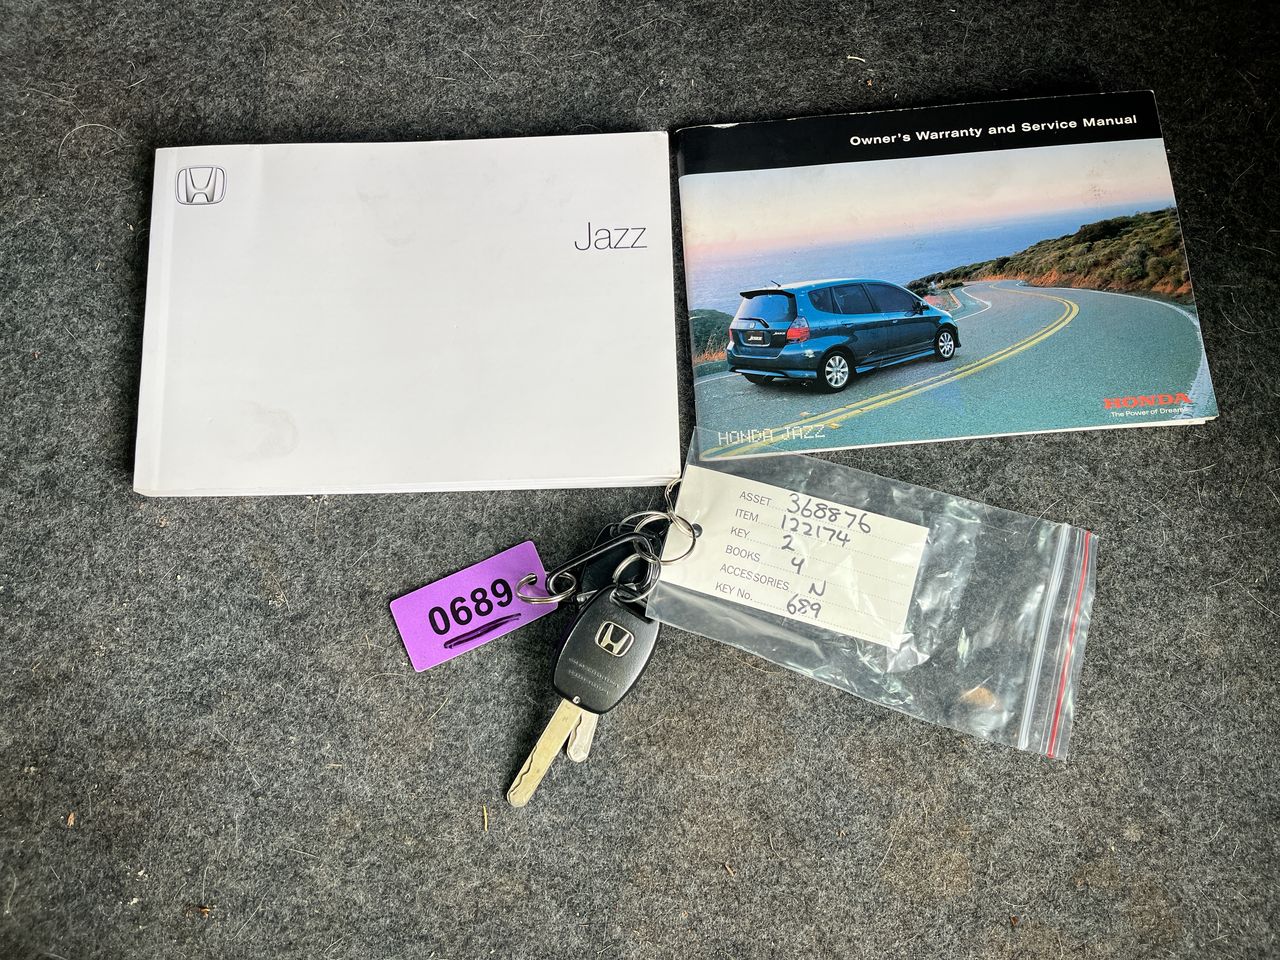 Jazz
Owner's Warranty and Service Manual
Jazz
HONDA
The Power of Dreams
HONDA JAZZ
ASSET 368876
ITEM 122174
KEY 2
BOOKS 4
ACCESSORIES N
KEY No. 689
0689